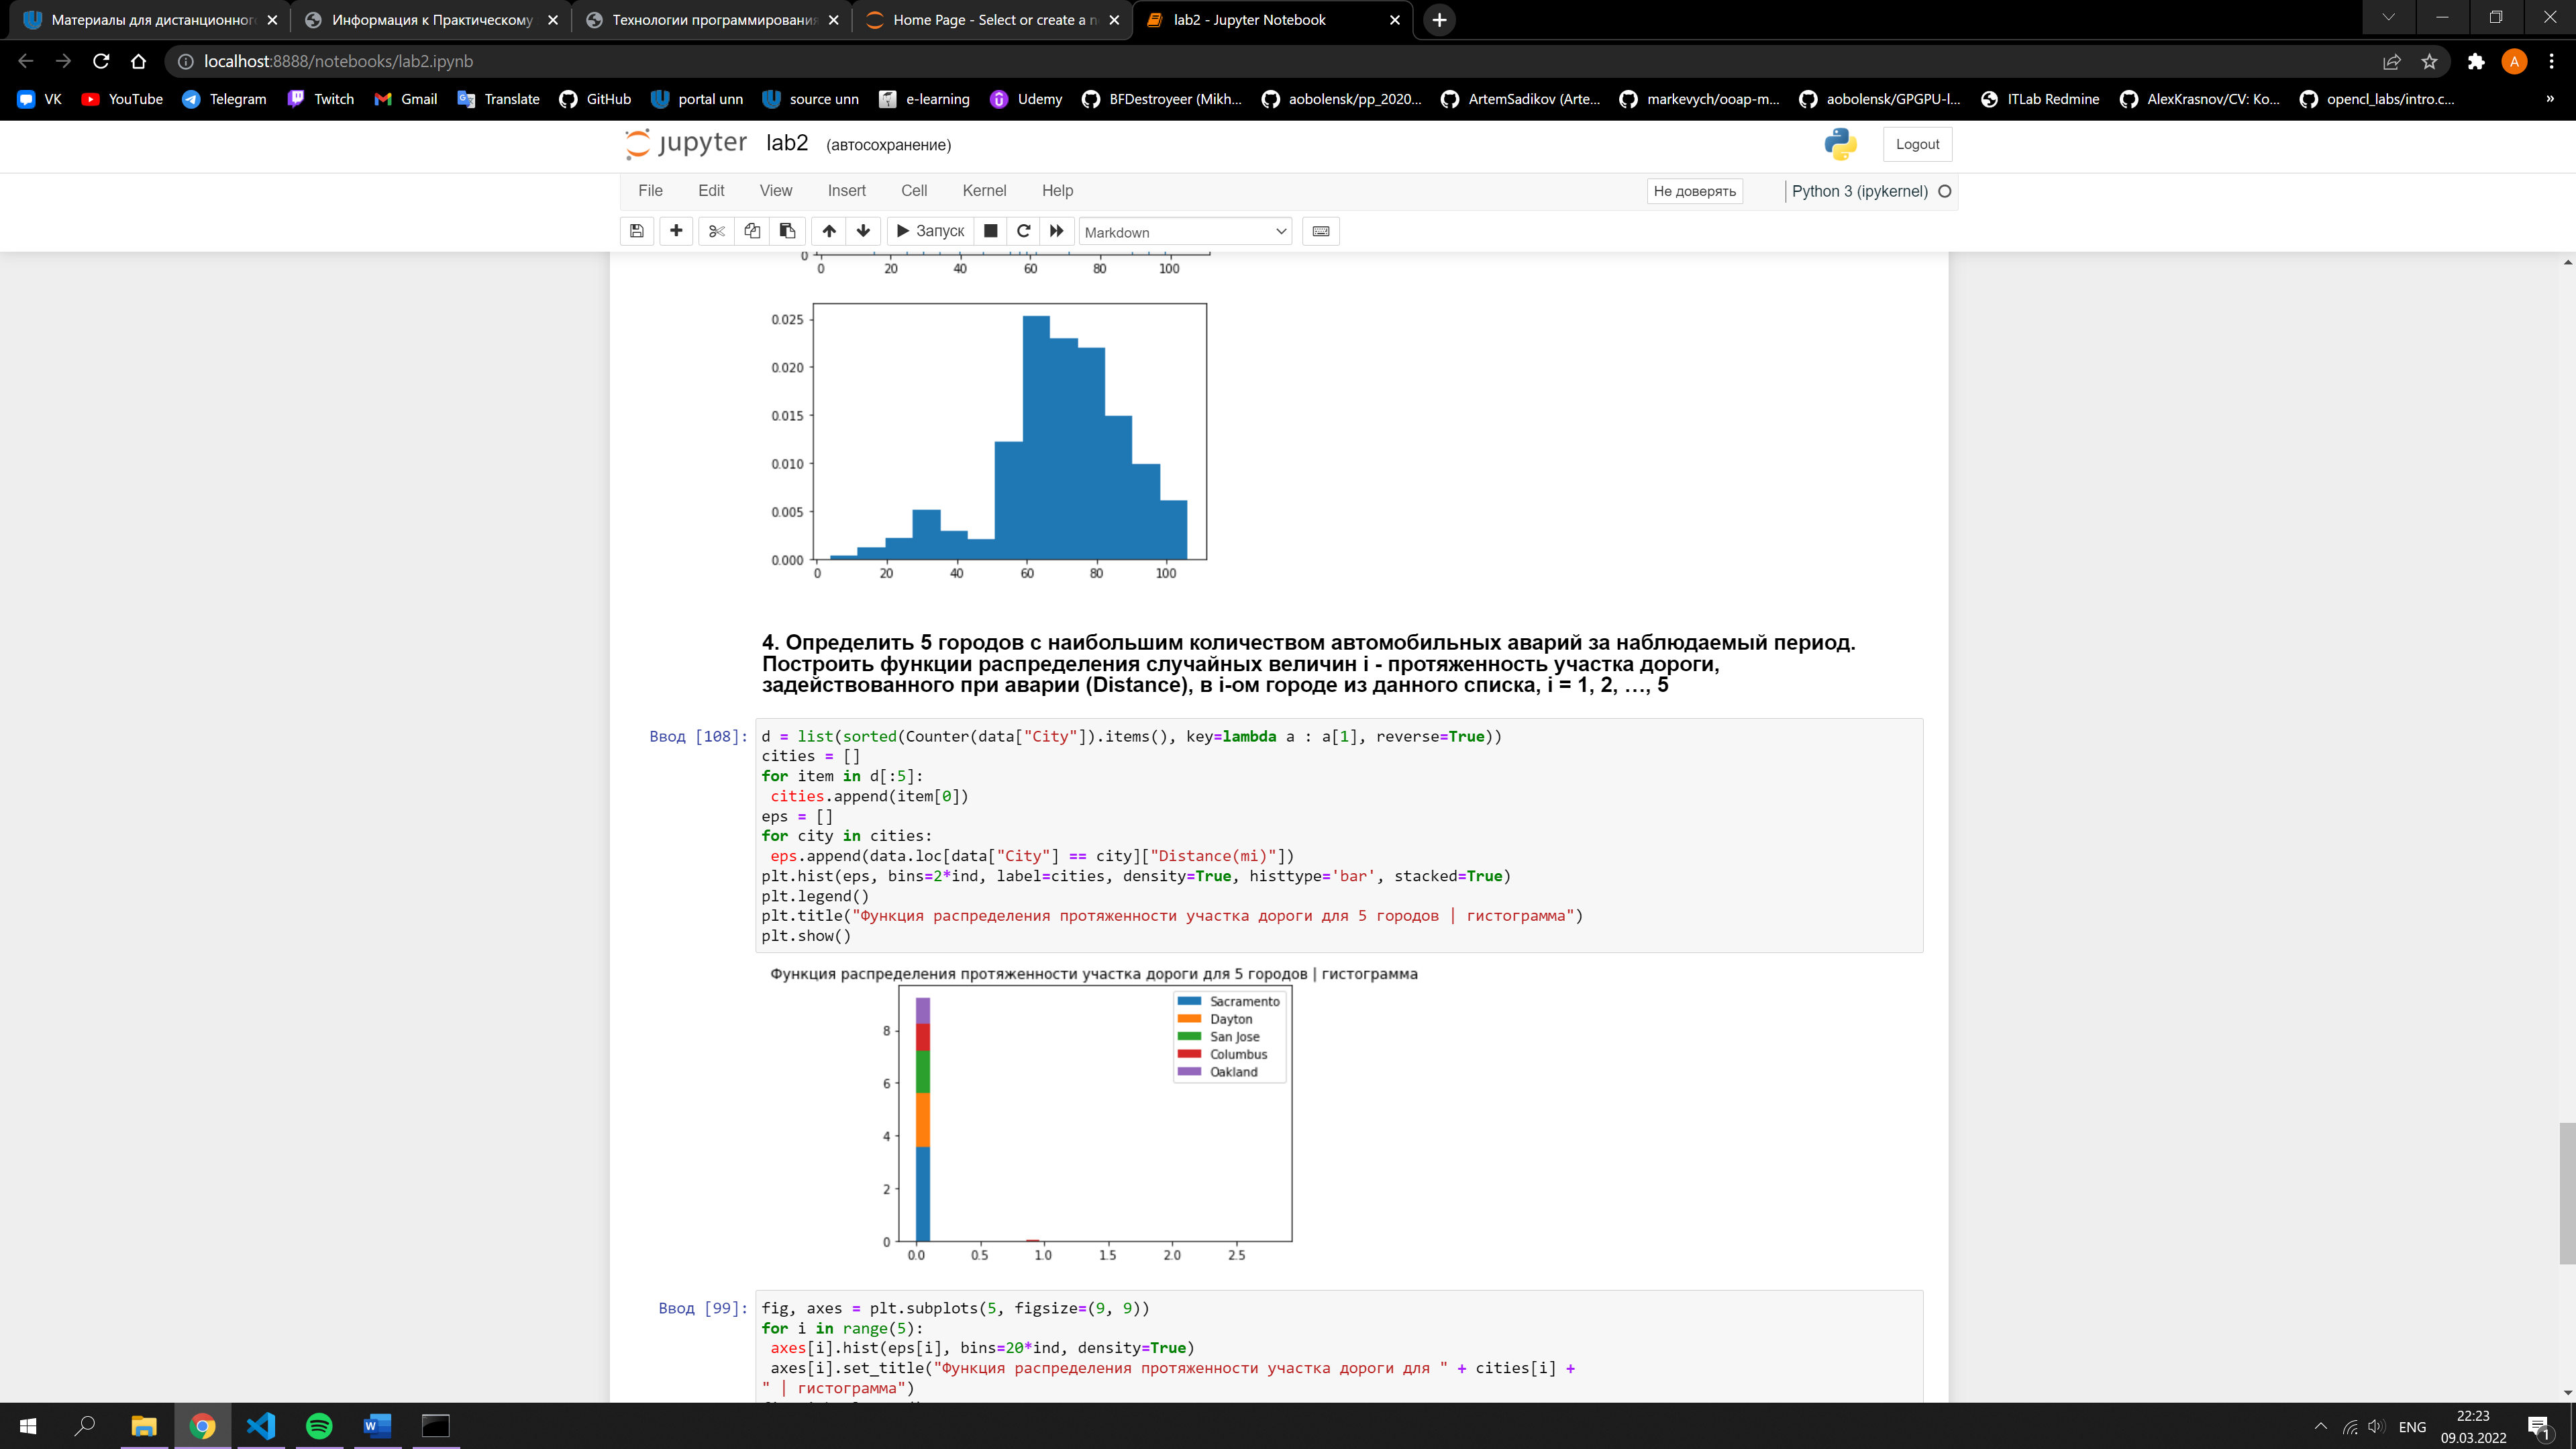 Материалы для дистанционног
Информация к Практическому
Технологии программирования
Home Page - Select or create a n
lab2 - Jupyter Notebook
localhost:8888/notebooks/lab2.ipynb
A
VK YouTube Telegram Twitch Gmail Translate GitHub portal unn source unn e-learning Udemy BFDestroyeer (Mikh... aobolensk/pp_2020... ArtemSadikov (Arte... markevych/ooap-m... aobolensk/GPGPU-l... ITLab Redmine AlexKrasnov/CV: Ko... opencl_labs/intro.c... »
jupyter lab2 (автосохранение) Logout
File Edit View Insert Cell Kernel Help Не доверять Python 3 (ipykernel)
Запуск Markdown
0
0 20 40 60 80 100
0.025
0.020
0.015
0.010
0.005
0.000
0 20 40 60 80 100
4. Определить 5 городов с наибольшим количеством автомобильных аварий за наблюдаемый период.
Построить функции распределения случайных величин i - протяженность участка дороги,
задействованного при аварии (Distance), в i-ом городе из данного списка, i = 1, 2, …, 5
Ввод [108]: d = list(sorted(Counter(data["City"]).items(), key=lambda a : a[1], reverse=True))
cities = []
for item in d[:5]:
cities.append(item[0])
eps = []
for city in cities:
eps.append(data.loc[data["City"] == city]["Distance(mi)"])
plt.hist(eps, bins=2*ind, label=cities, density=True, histtype='bar', stacked=True)
plt.legend()
plt.title("Функция распределения протяженности участка дороги для 5 городов | гистограмма")
plt.show()
Функция распределения протяженности участка дороги для 5 городов | гистограмма
Sacramento
Dayton
San Jose
Columbus
Oakland
8
6
4
2
0
0.0 0.5 1.0 1.5 2.0 2.5
Ввод [99]: fig, axes = plt.subplots(5, figsize=(9, 9))
for i in range(5):
axes[i].hist(eps[i], bins=20*ind, density=True)
axes[i].set_title("Функция распределения протяженности участка дороги для " + cities[i] +
" | гистограмма")
ENG
22:23
09.03.2022
1